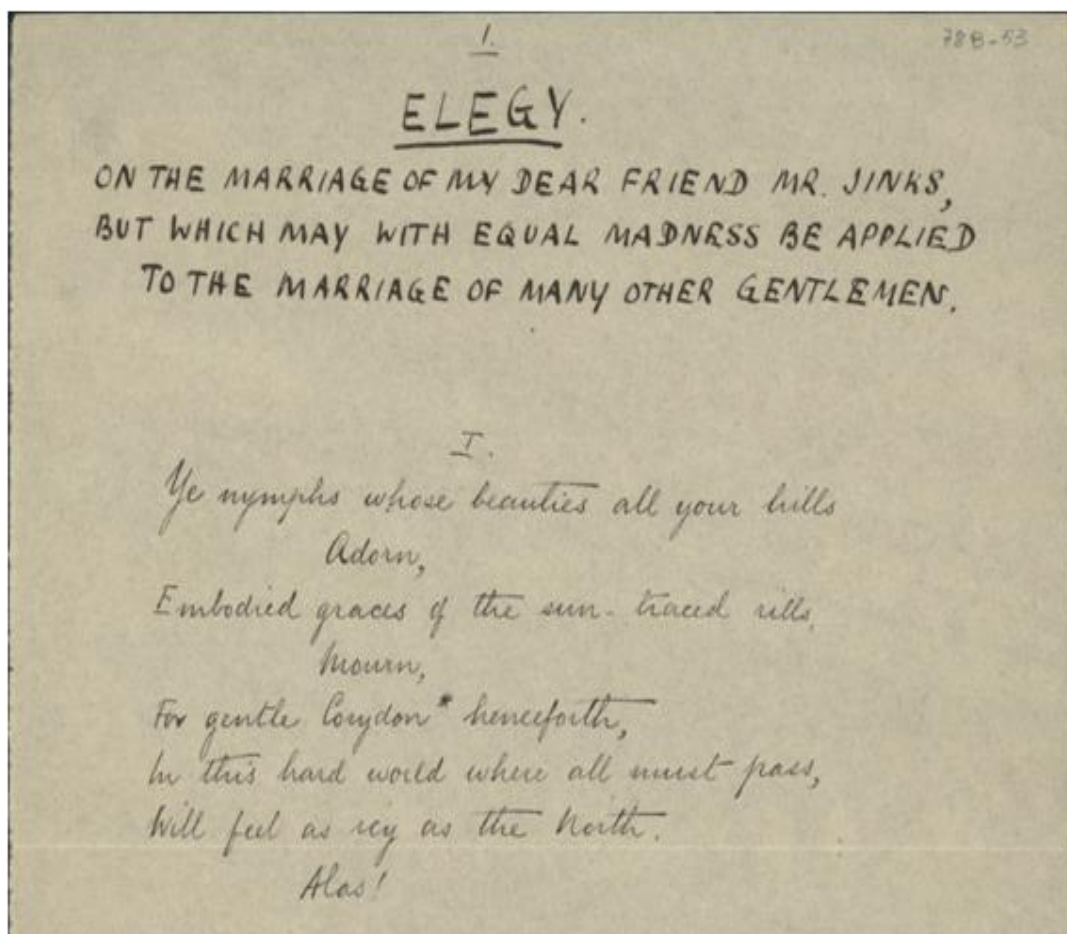 1.
78B-53
ELEGY.
ON THE MARRIAGE OF MY DEAR FRIEND MR. JINKS,
BUT WHICH MAY WITH EQUAL MADNESS BE APPLIED
TO THE MARRIAGE OF MANY OTHER GENTLEMEN.
I.
Ye nymphs whose beauties all your hills
Adorn,
Embodied graces of the sun-traced rills,
Mourn,
For gentle Corydon* henceforth,
In this hard world where all must pass,
Will feel as icy as the North.
Alas!